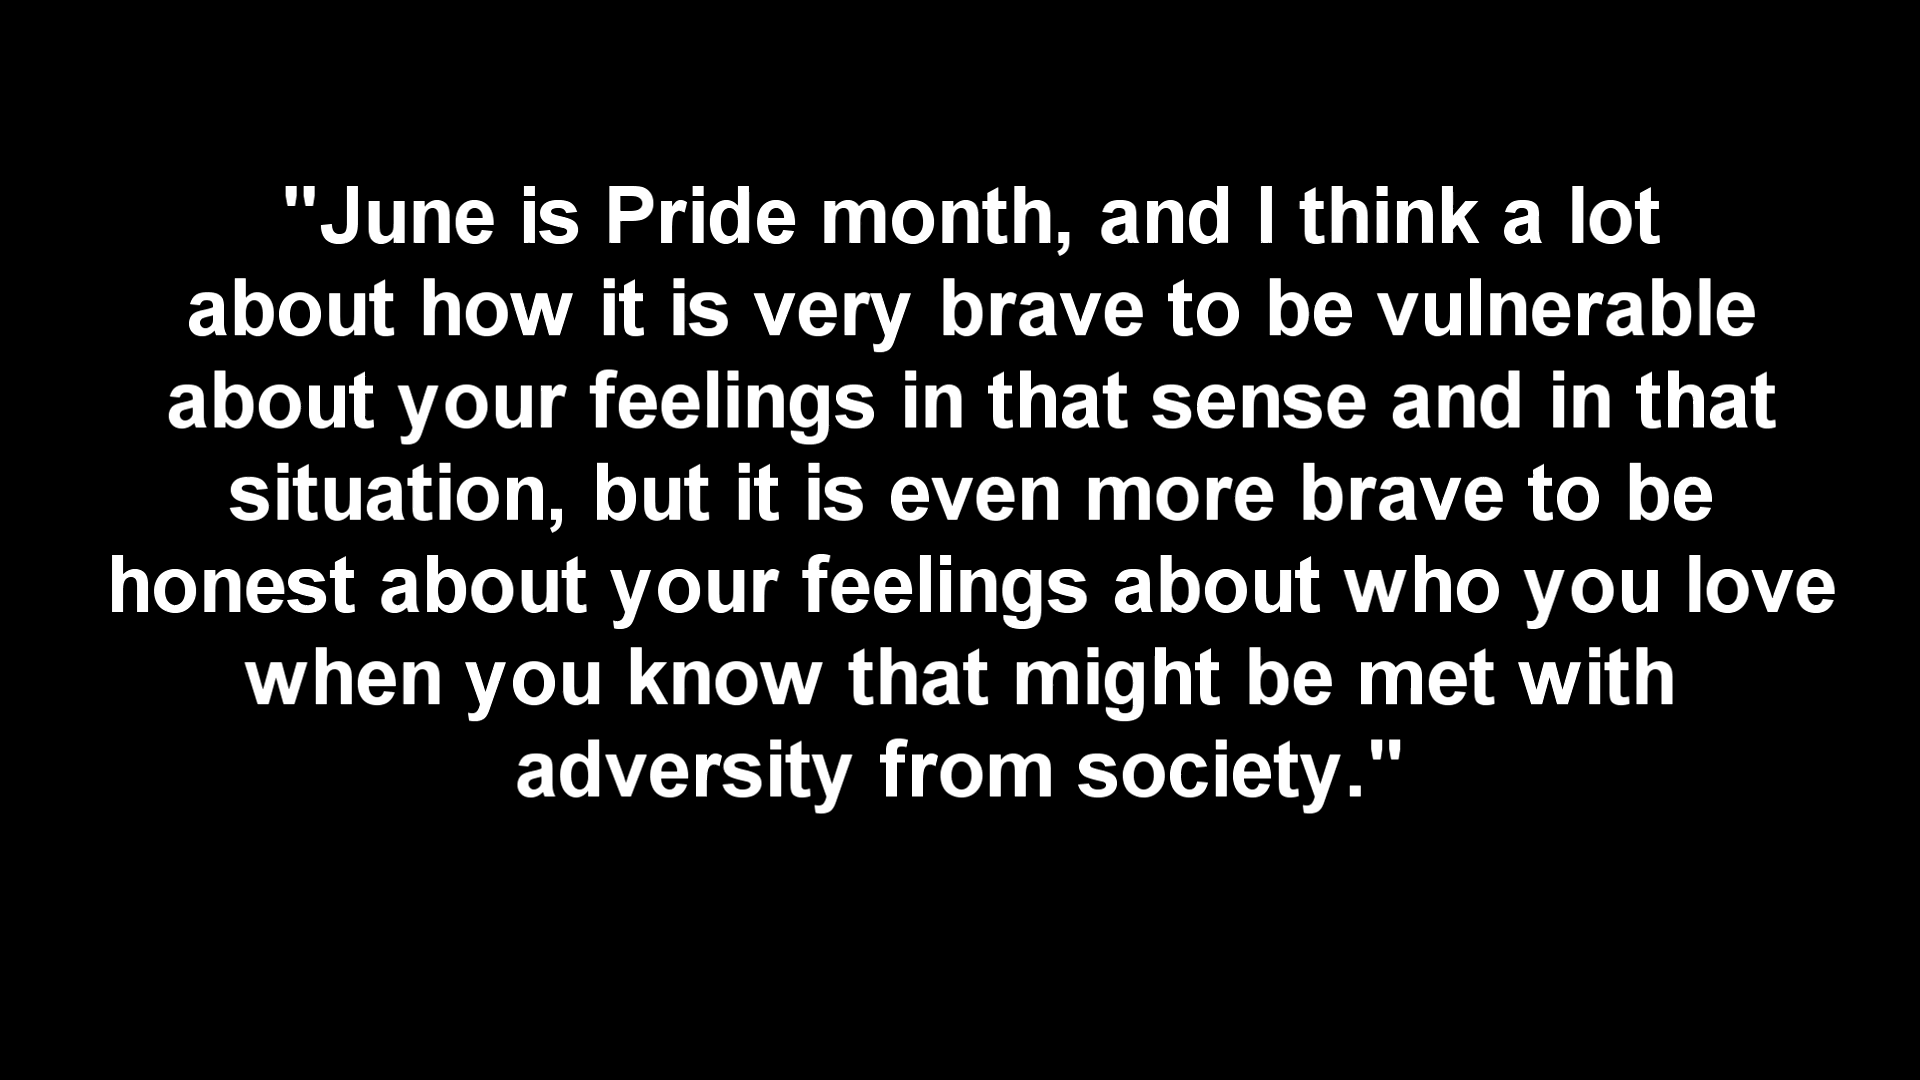 "June is Pride month, and I think a lot
about how it is very brave to be vulnerable
about your feelings in that sense and in that
situation, but it is even more brave to be
honest about your feelings about who you love
when you know that might be met with
adversity from society."